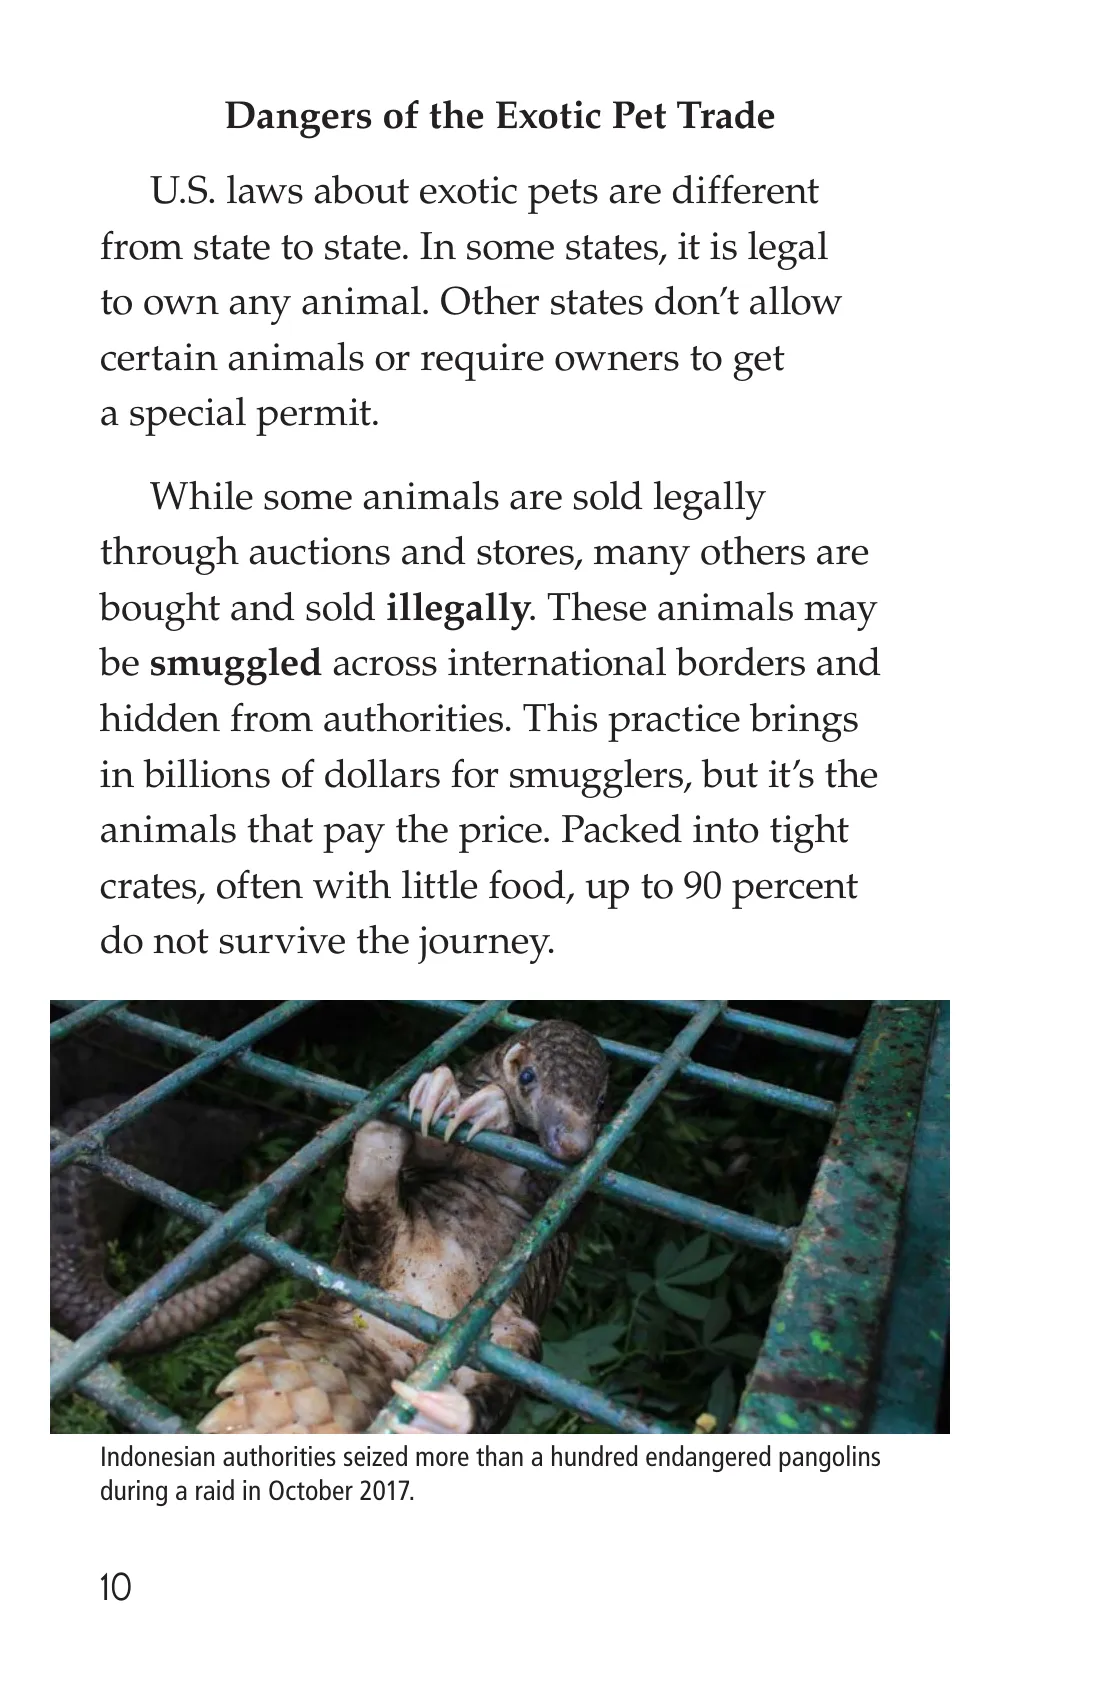 Dangers of the Exotic Pet Trade
U.S. laws about exotic pets are different
from state to state. In some states, it is legal
to own any animal. Other states don’t allow
certain animals or require owners to get
a special permit.
While some animals are sold legally
through auctions and stores, many others are
bought and sold illegally. These animals may
be smuggled across international borders and
hidden from authorities. This practice brings
in billions of dollars for smugglers, but it’s the
animals that pay the price. Packed into tight
crates, often with little food, up to 90 percent
do not survive the journey.
Indonesian authorities seized more than a hundred endangered pangolins
during a raid in October 2017.
10